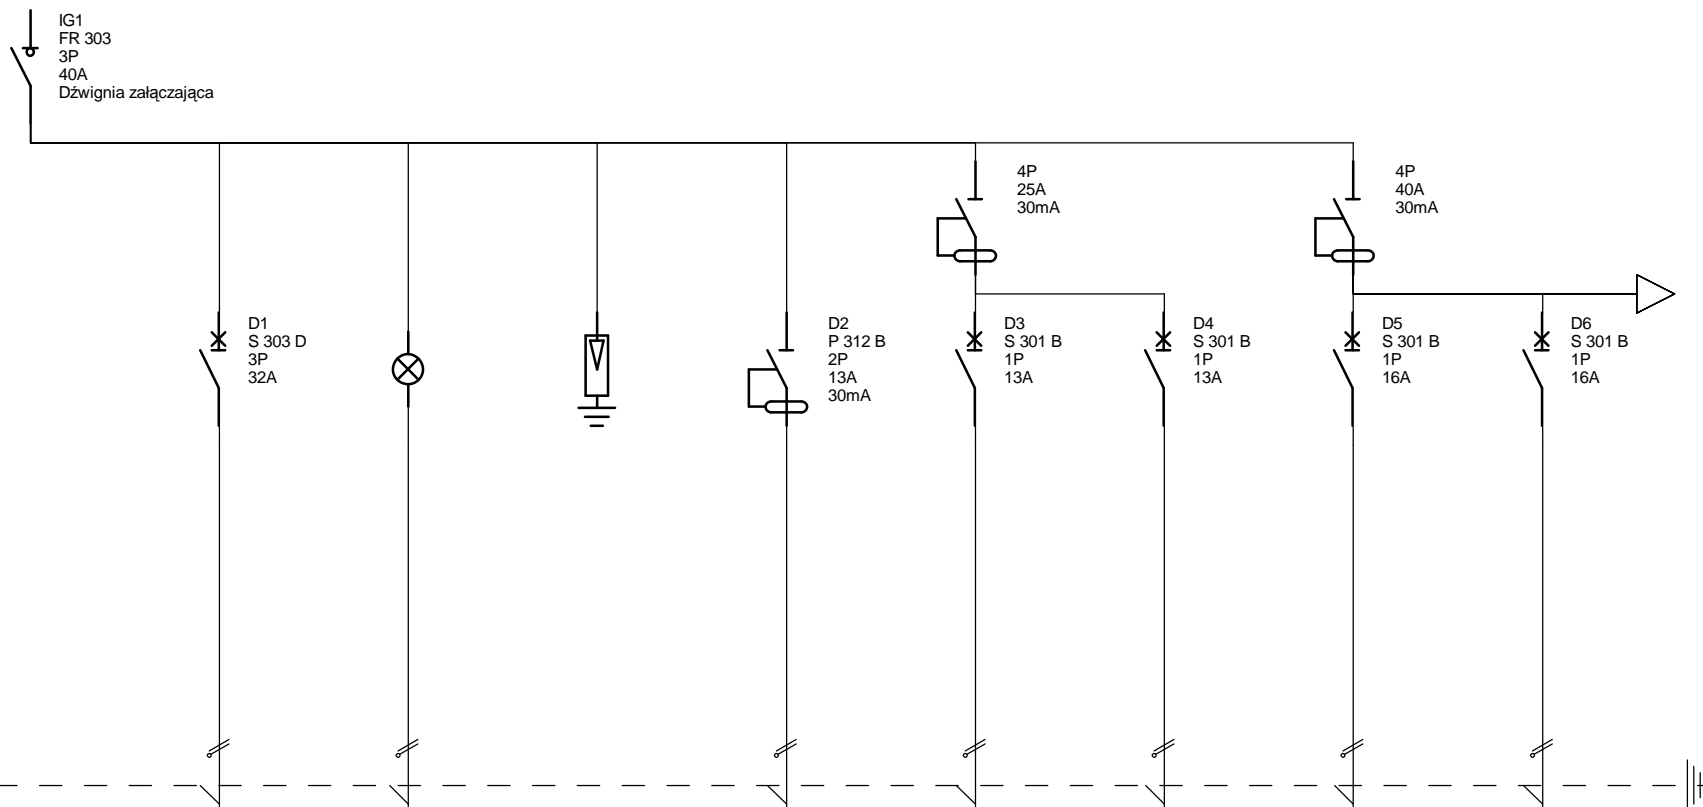 IG1
FR 303
3P
40A
Dźwignia załączająca
4P
25A
30mA
4P
40A
30mA
D1
S 303 D
3P
32A
D2
P 312 B
2P
13A
30mA
D3
S 301 B
1P
13A
D4
S 301 B
1P
13A
D5
S 301 B
1P
16A
D6
S 301 B
1P
16A